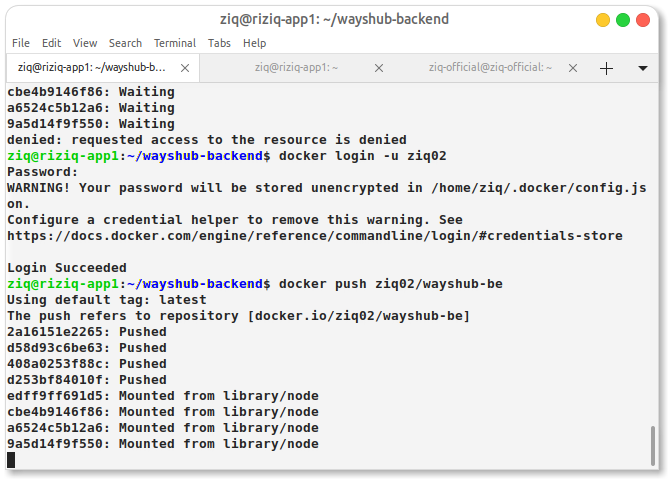 ziq@riziq-app1: ~/wayshub-backend
File Edit View Search Terminal Tabs Help
ziq@riziq-app1: ~/wayshub-b... ziq@riziq-app1: ~ ziq-official@ziq-official: ~
cbe4b9146f86: Waiting
a6524c5b12a6: Waiting
9a5d14f9f550: Waiting
denied: requested access to the resource is denied
ziq@riziq-app1:~/wayshub-backend$ docker login -u ziq02
Password:
WARNING! Your password will be stored unencrypted in /home/ziq/.docker/config.js
on.
Configure a credential helper to remove this warning. See
https://docs.docker.com/engine/reference/commandline/login/#credentials-store
Login Succeeded
ziq@riziq-app1:~/wayshub-backend$ docker push ziq02/wayshub-be
Using default tag: latest
The push refers to repository [docker.io/ziq02/wayshub-be]
2a16151e2265: Pushed
d58d93c6be63: Pushed
408a0253f88c: Pushed
d253bf84010f: Pushed
edff9ff691d5: Mounted from library/node
cbe4b9146f86: Mounted from library/node
a6524c5b12a6: Mounted from library/node
9a5d14f9f550: Mounted from library/node